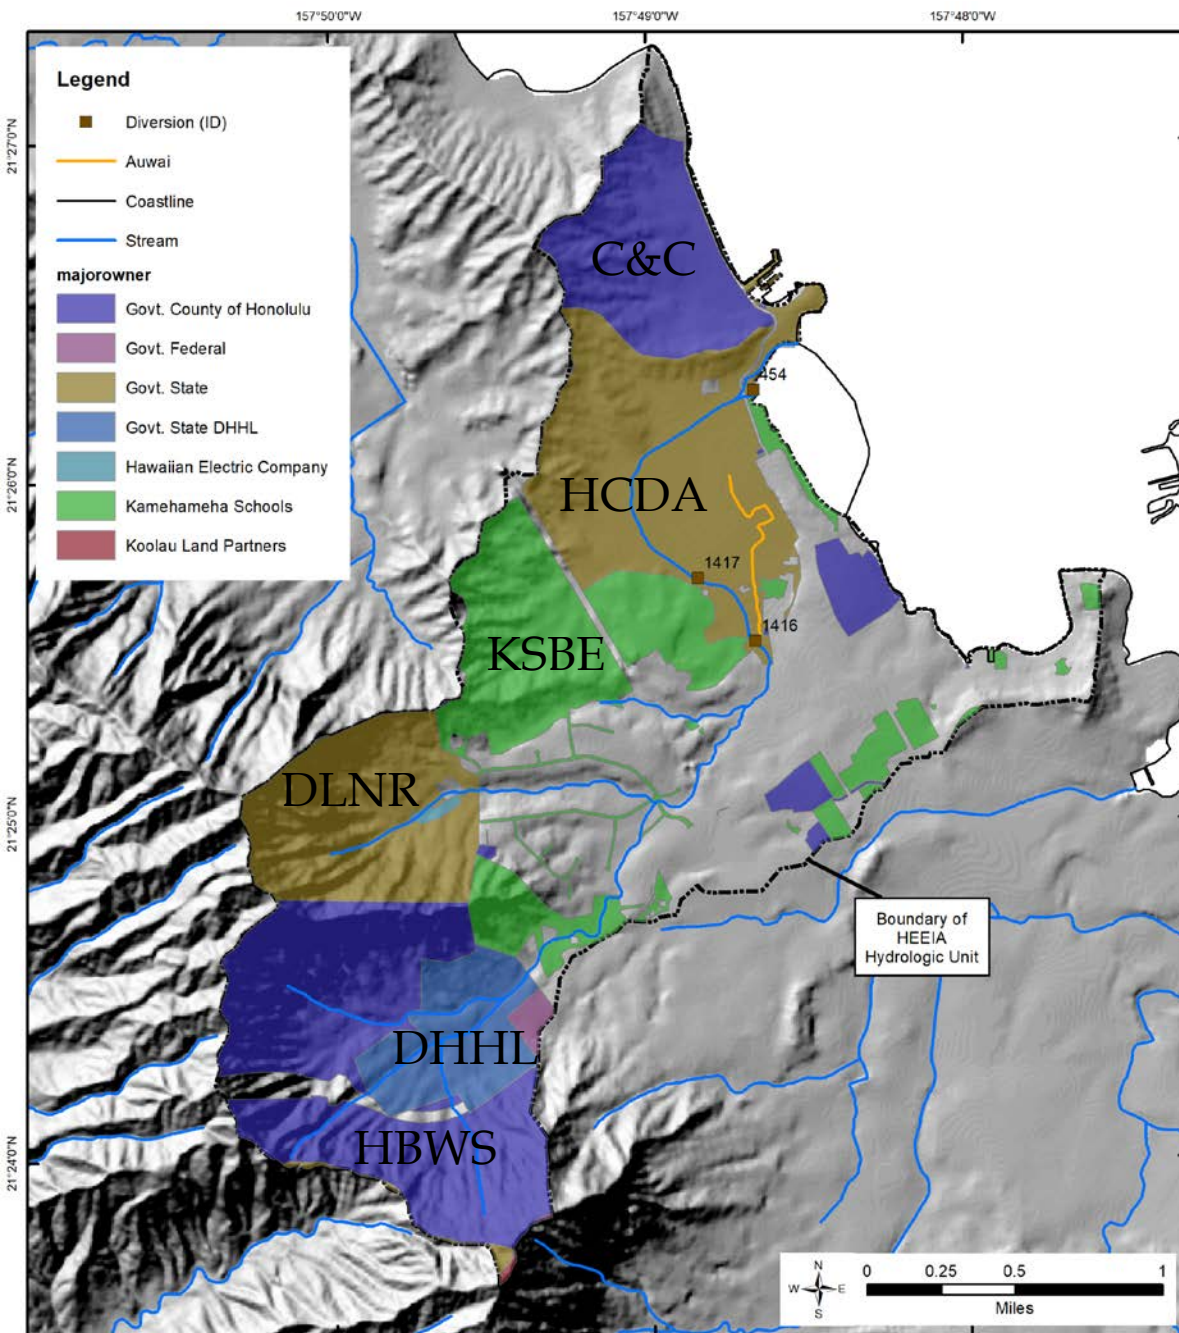 157°50'0"W
157°49'0"W
157°48'0"W
21°27'0"N
21°26'0"N
21°25'0"N
21°24'0"N
Legend
Diversion (ID)
Auwai
Coastline
Stream
majorowner
Govt. County of Honolulu
Govt. Federal
Govt. State
Govt. State DHHL
Hawaiian Electric Company
Kamehameha Schools
Koolau Land Partners
C&C
454
HCDA
1417
1416
KSBE
DLNR
Boundary of
HEEIA
Hydrologic Unit
DHHL
HBWS
N
W
E
S
0 0.25 0.5 1
Miles